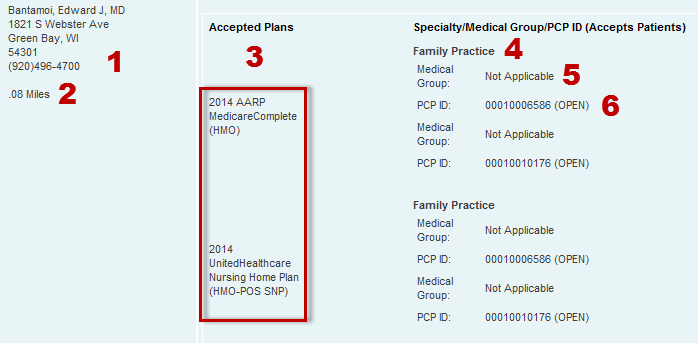 Bantamoi, Edward J, MD
1821 S Webster Ave
Green Bay, WI
54301
(920)496-4700
1
.08 Miles
2
Accepted Plans
3
2014 AARP
MedicareComplete
(HMO)
2014
UnitedHealthcare
Nursing Home Plan
(HMO-POS SNP)
Specialty/Medical Group/PCP ID (Accepts Patients)
Family Practice
4
Medical
Group:
Not Applicable
5
PCP ID:
00010006586 (OPEN)
6
Medical
Group:
Not Applicable
PCP ID:
00010010176 (OPEN)
Family Practice
Medical
Group:
Not Applicable
PCP ID:
00010006586 (OPEN)
Medical
Group:
Not Applicable
PCP ID:
00010010176 (OPEN)